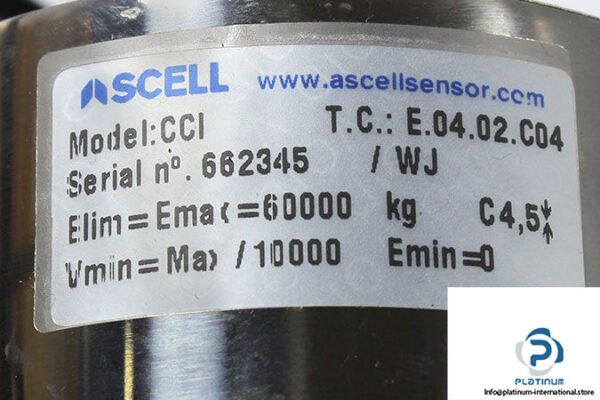 ASCELL www.ascellsensor.com
Model:CCI T.C.: E.04.02.C04
Serial nº. 662345 / WJ
Elim=Emax=60000 kg C4,5
Vmin=Max /10000 Emin=0
PLATINUM
Info@platinum-international.store